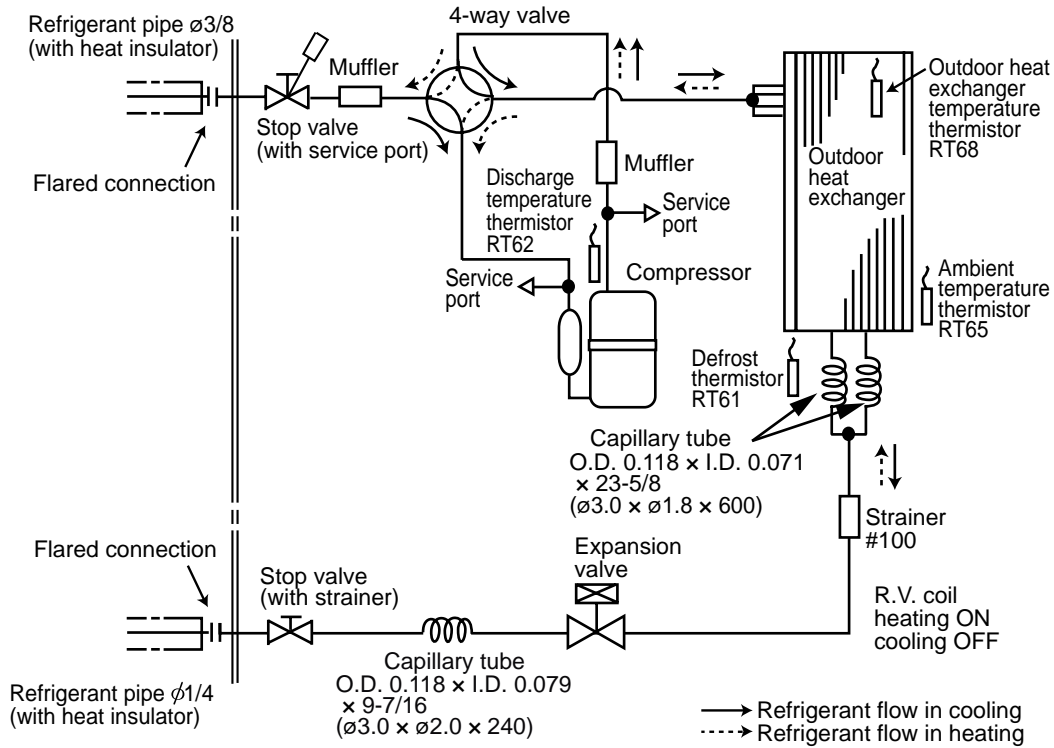 4-way valve
Refrigerant pipe ø3/8
(with heat insulator)
Muffler
Stop valve
(with service port)
Flared connection
Outdoor heat
exchanger
temperature
thermistor
RT68
Outdoor
heat
exchanger
Muffler
Discharge
temperature
thermistor
RT62
Service
port
Service
port
Compressor
Ambient
temperature
thermistor
RT65
Defrost
thermistor
RT61
Capillary tube
O.D. 0.118 × I.D. 0.071
× 23-5/8
(ø3.0 × ø1.8 × 600)
Strainer
#100
Flared connection
Stop valve
(with strainer)
Expansion
valve
R.V. coil
heating ON
cooling OFF
Refrigerant pipe ϕ1/4
(with heat insulator)
Capillary tube
O.D. 0.118 × I.D. 0.079
× 9-7/16
(ø3.0 × ø2.0 × 240)
Refrigerant flow in cooling
Refrigerant flow in heating